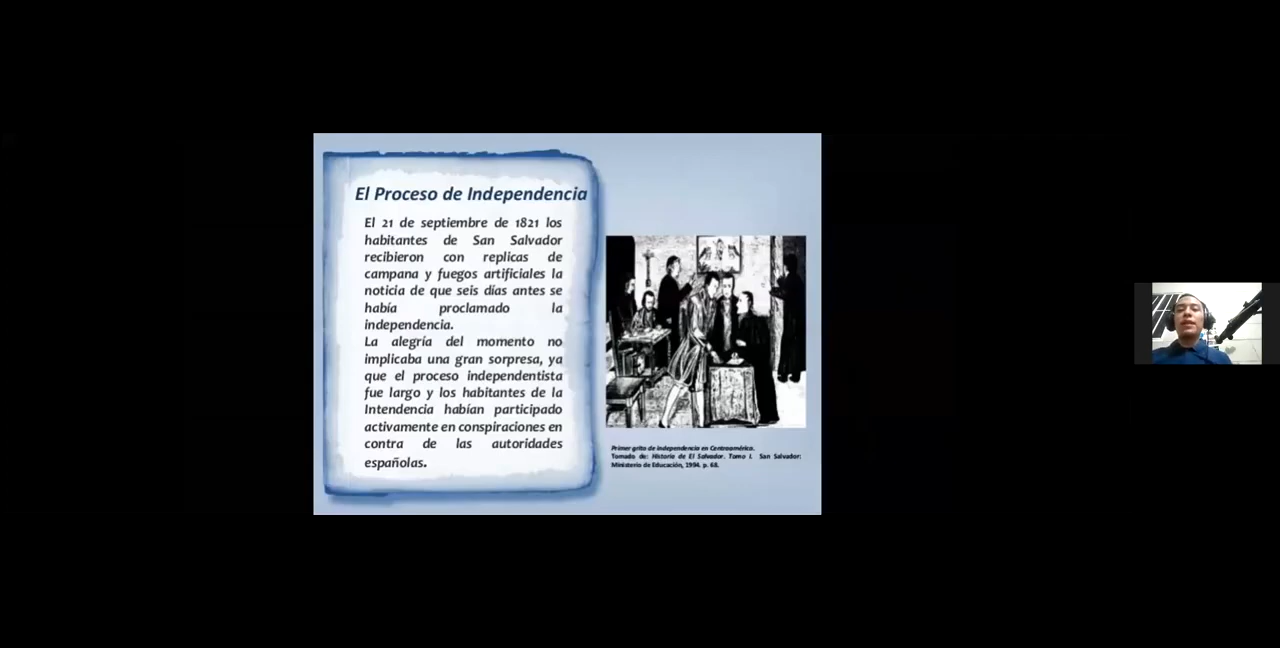 El Proceso de Independencia
El 21 de septiembre de 1821 los
habitantes de San Salvador
recibieron con replicas de
campana y fuegos artificiales la
noticia de que seis días antes se
había proclamado la
independencia.
La alegría del momento no
implicaba una gran sorpresa, ya
que el proceso independentista
fue largo y los habitantes de la
Intendencia habían participado
activamente en conspiraciones en
contra de las autoridades
españolas.
Primer grito de independencia en Centroamérica.
Tomado de: Historia de El Salvador. Tomo I. San Salvador:
Ministerio de Educación, 1994. p. 68.